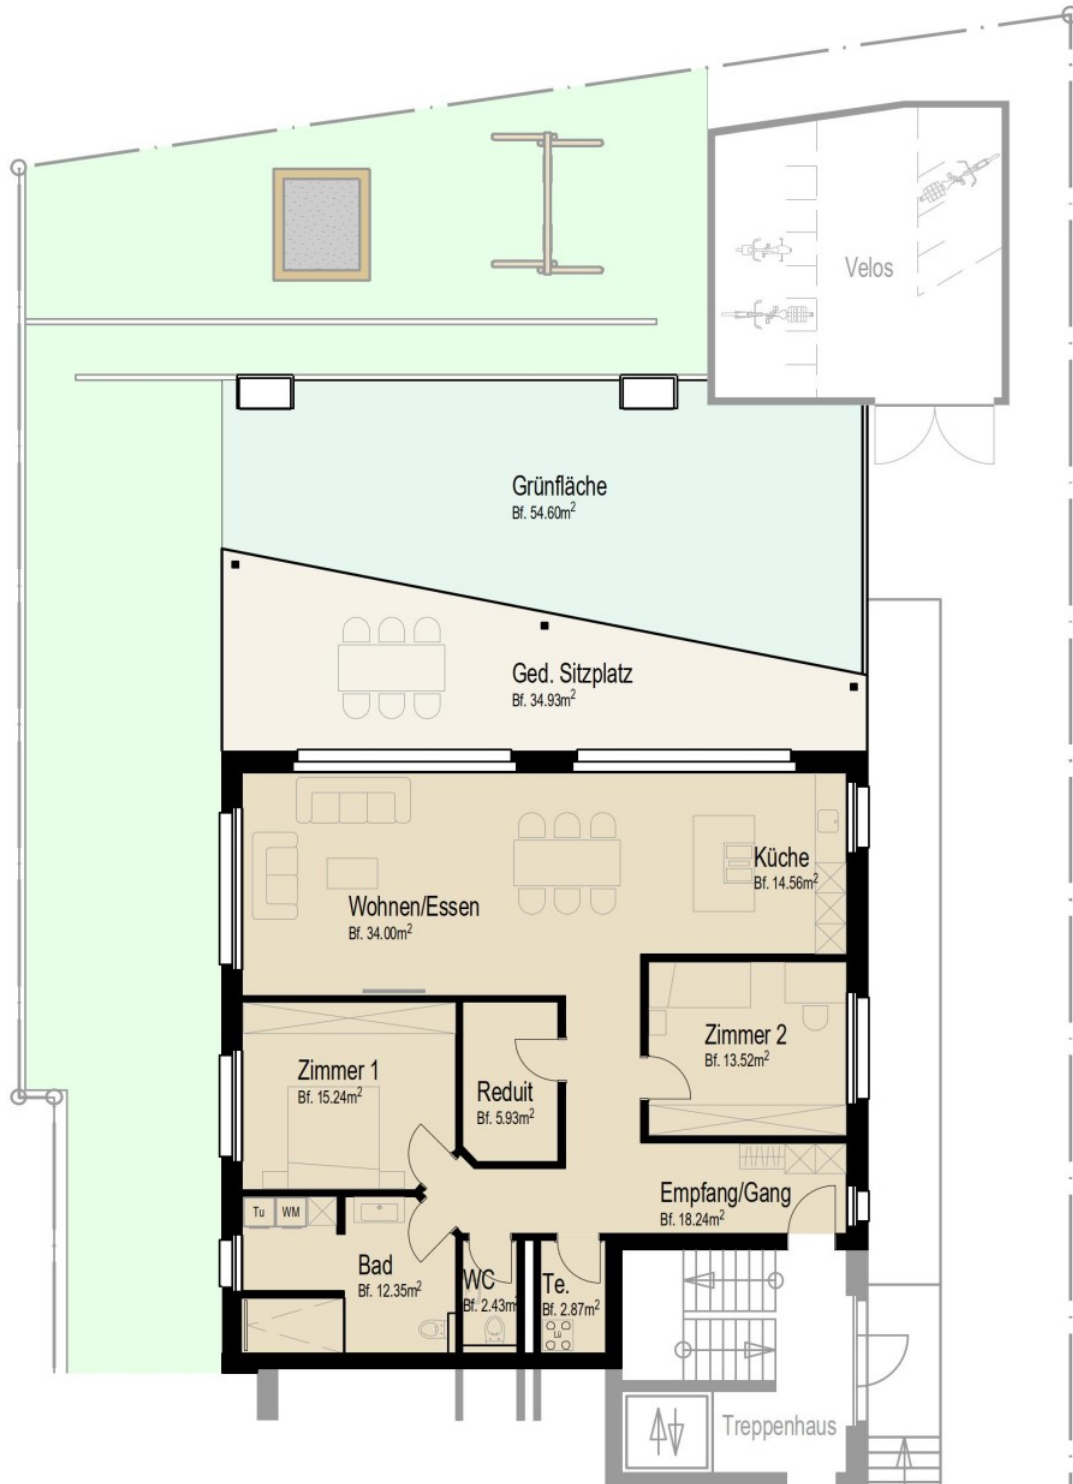 Velos
Grünfläche
Bf. 54.60m²
Ged. Sitzplatz
Bf. 34.93m²
Küche
Bf. 14.56m²
Wohnen/Essen
Bf. 34.00m²
Zimmer 2
Bf. 13.52m²
Zimmer 1
Bf. 15.24m²
Reduit
Bf. 5.93m²
Empfang/Gang
Bf. 18.24m²
Tu
WM
Bad
Bf. 12.35m²
WC
Bf. 2.43m²
Te.
Bf. 2.87m²
Treppenhaus